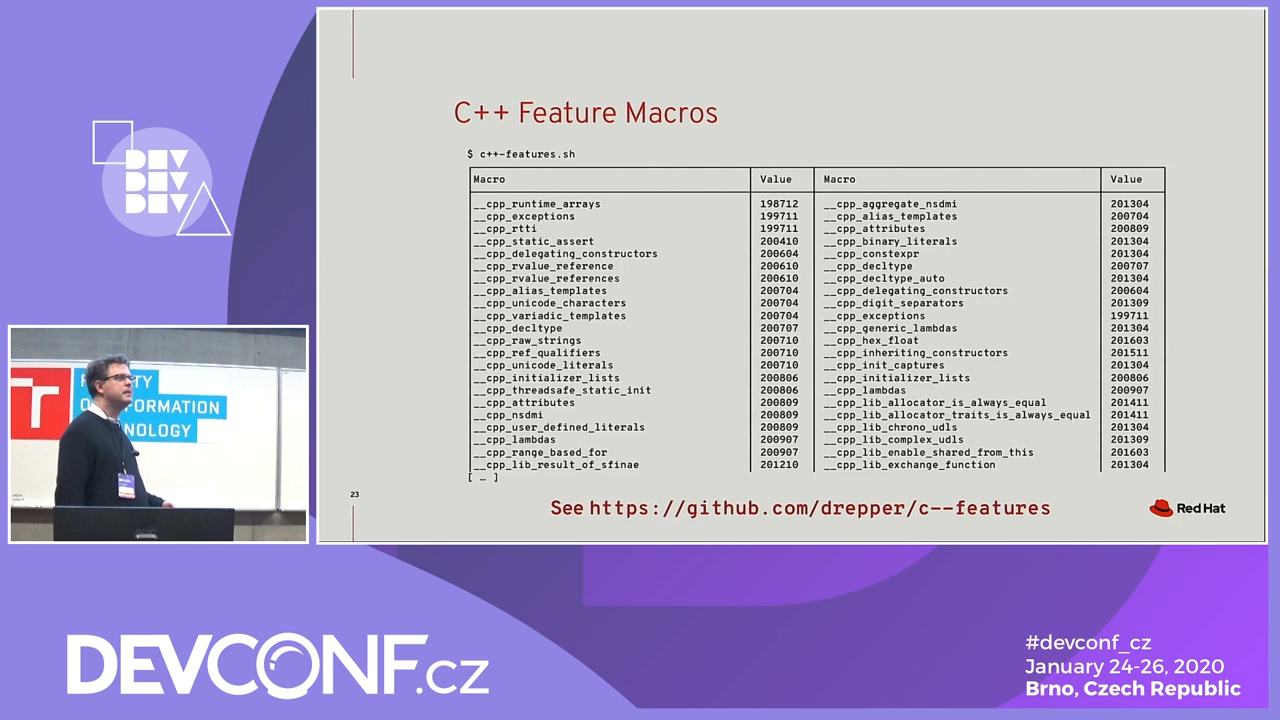 DEV
DEV
DEV
C++ Feature Macros
$ c++-features.sh
Macro Value Macro Value
__cpp_runtime_arrays 198712 __cpp_aggregate_nsdmi 201304
__cpp_exceptions 199711 __cpp_alias_templates 200704
__cpp_rtti 199711 __cpp_attributes 200809
__cpp_static_assert 200410 __cpp_binary_literals 201304
__cpp_delegating_constructors 200604 __cpp_constexpr 201304
__cpp_rvalue_reference 200610 __cpp_decltype 200707
__cpp_rvalue_references 200610 __cpp_decltype_auto 201304
__cpp_alias_templates 200704 __cpp_delegating_constructors 200604
__cpp_unicode_characters 200704 __cpp_digit_separators 201309
__cpp_variadic_templates 200704 __cpp_exceptions 199711
__cpp_decltype 200707 __cpp_generic_lambdas 201304
__cpp_raw_strings 200710 __cpp_hex_float 201603
__cpp_ref_qualifiers 200710 __cpp_inheriting_constructors 201511
__cpp_unicode_literals 200710 __cpp_init_captures 201304
__cpp_initializer_lists 200806 __cpp_initializer_lists 200806
__cpp_threadsafe_static_init 200806 __cpp_lambdas 200907
__cpp_attributes 200809 __cpp_lib_allocator_is_always_equal 201411
__cpp_nsdmi 200809 __cpp_lib_allocator_traits_is_always_equal 201411
__cpp_user_defined_literals 200809 __cpp_lib_chrono_udls 201304
__cpp_lambdas 200907 __cpp_lib_complex_udls 201309
__cpp_range_based_for 200907 __cpp_lib_enable_shared_from_this 201603
__cpp_lib_result_of_sfinae 201210 __cpp_lib_exchange_function 201304
[ … ]
23
See https://github.com/drepper/c--features
Red Hat
DEVCONF.cz
#devconf_cz
January 24-26, 2020
Brno, Czech Republic